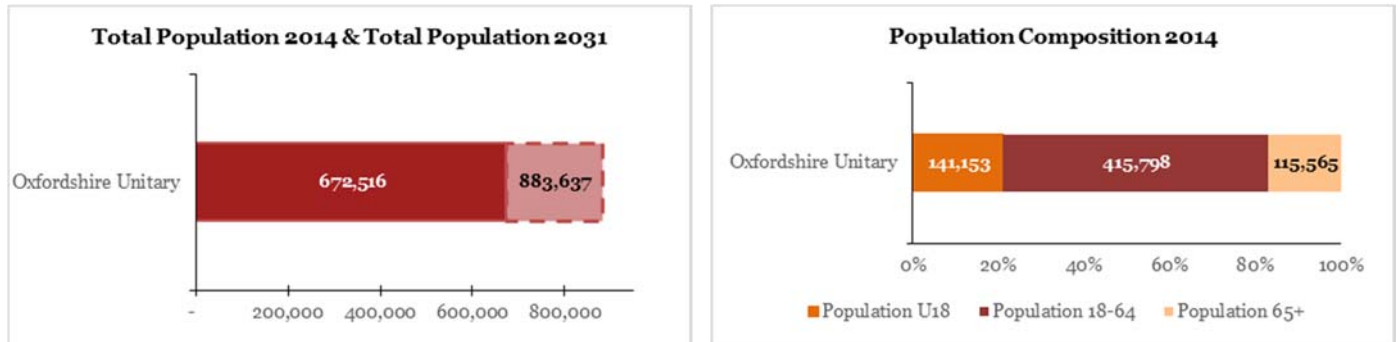 Total Population 2014 & Total Population 2031
Oxfordshire Unitary
672,516
883,637
-
200,000
400,000
600,000
800,000
Population Composition 2014
Oxfordshire Unitary
141,153
415,798
115,565
0%
20%
40%
60%
80%
100%
Population U18
Population 18-64
Population 65+